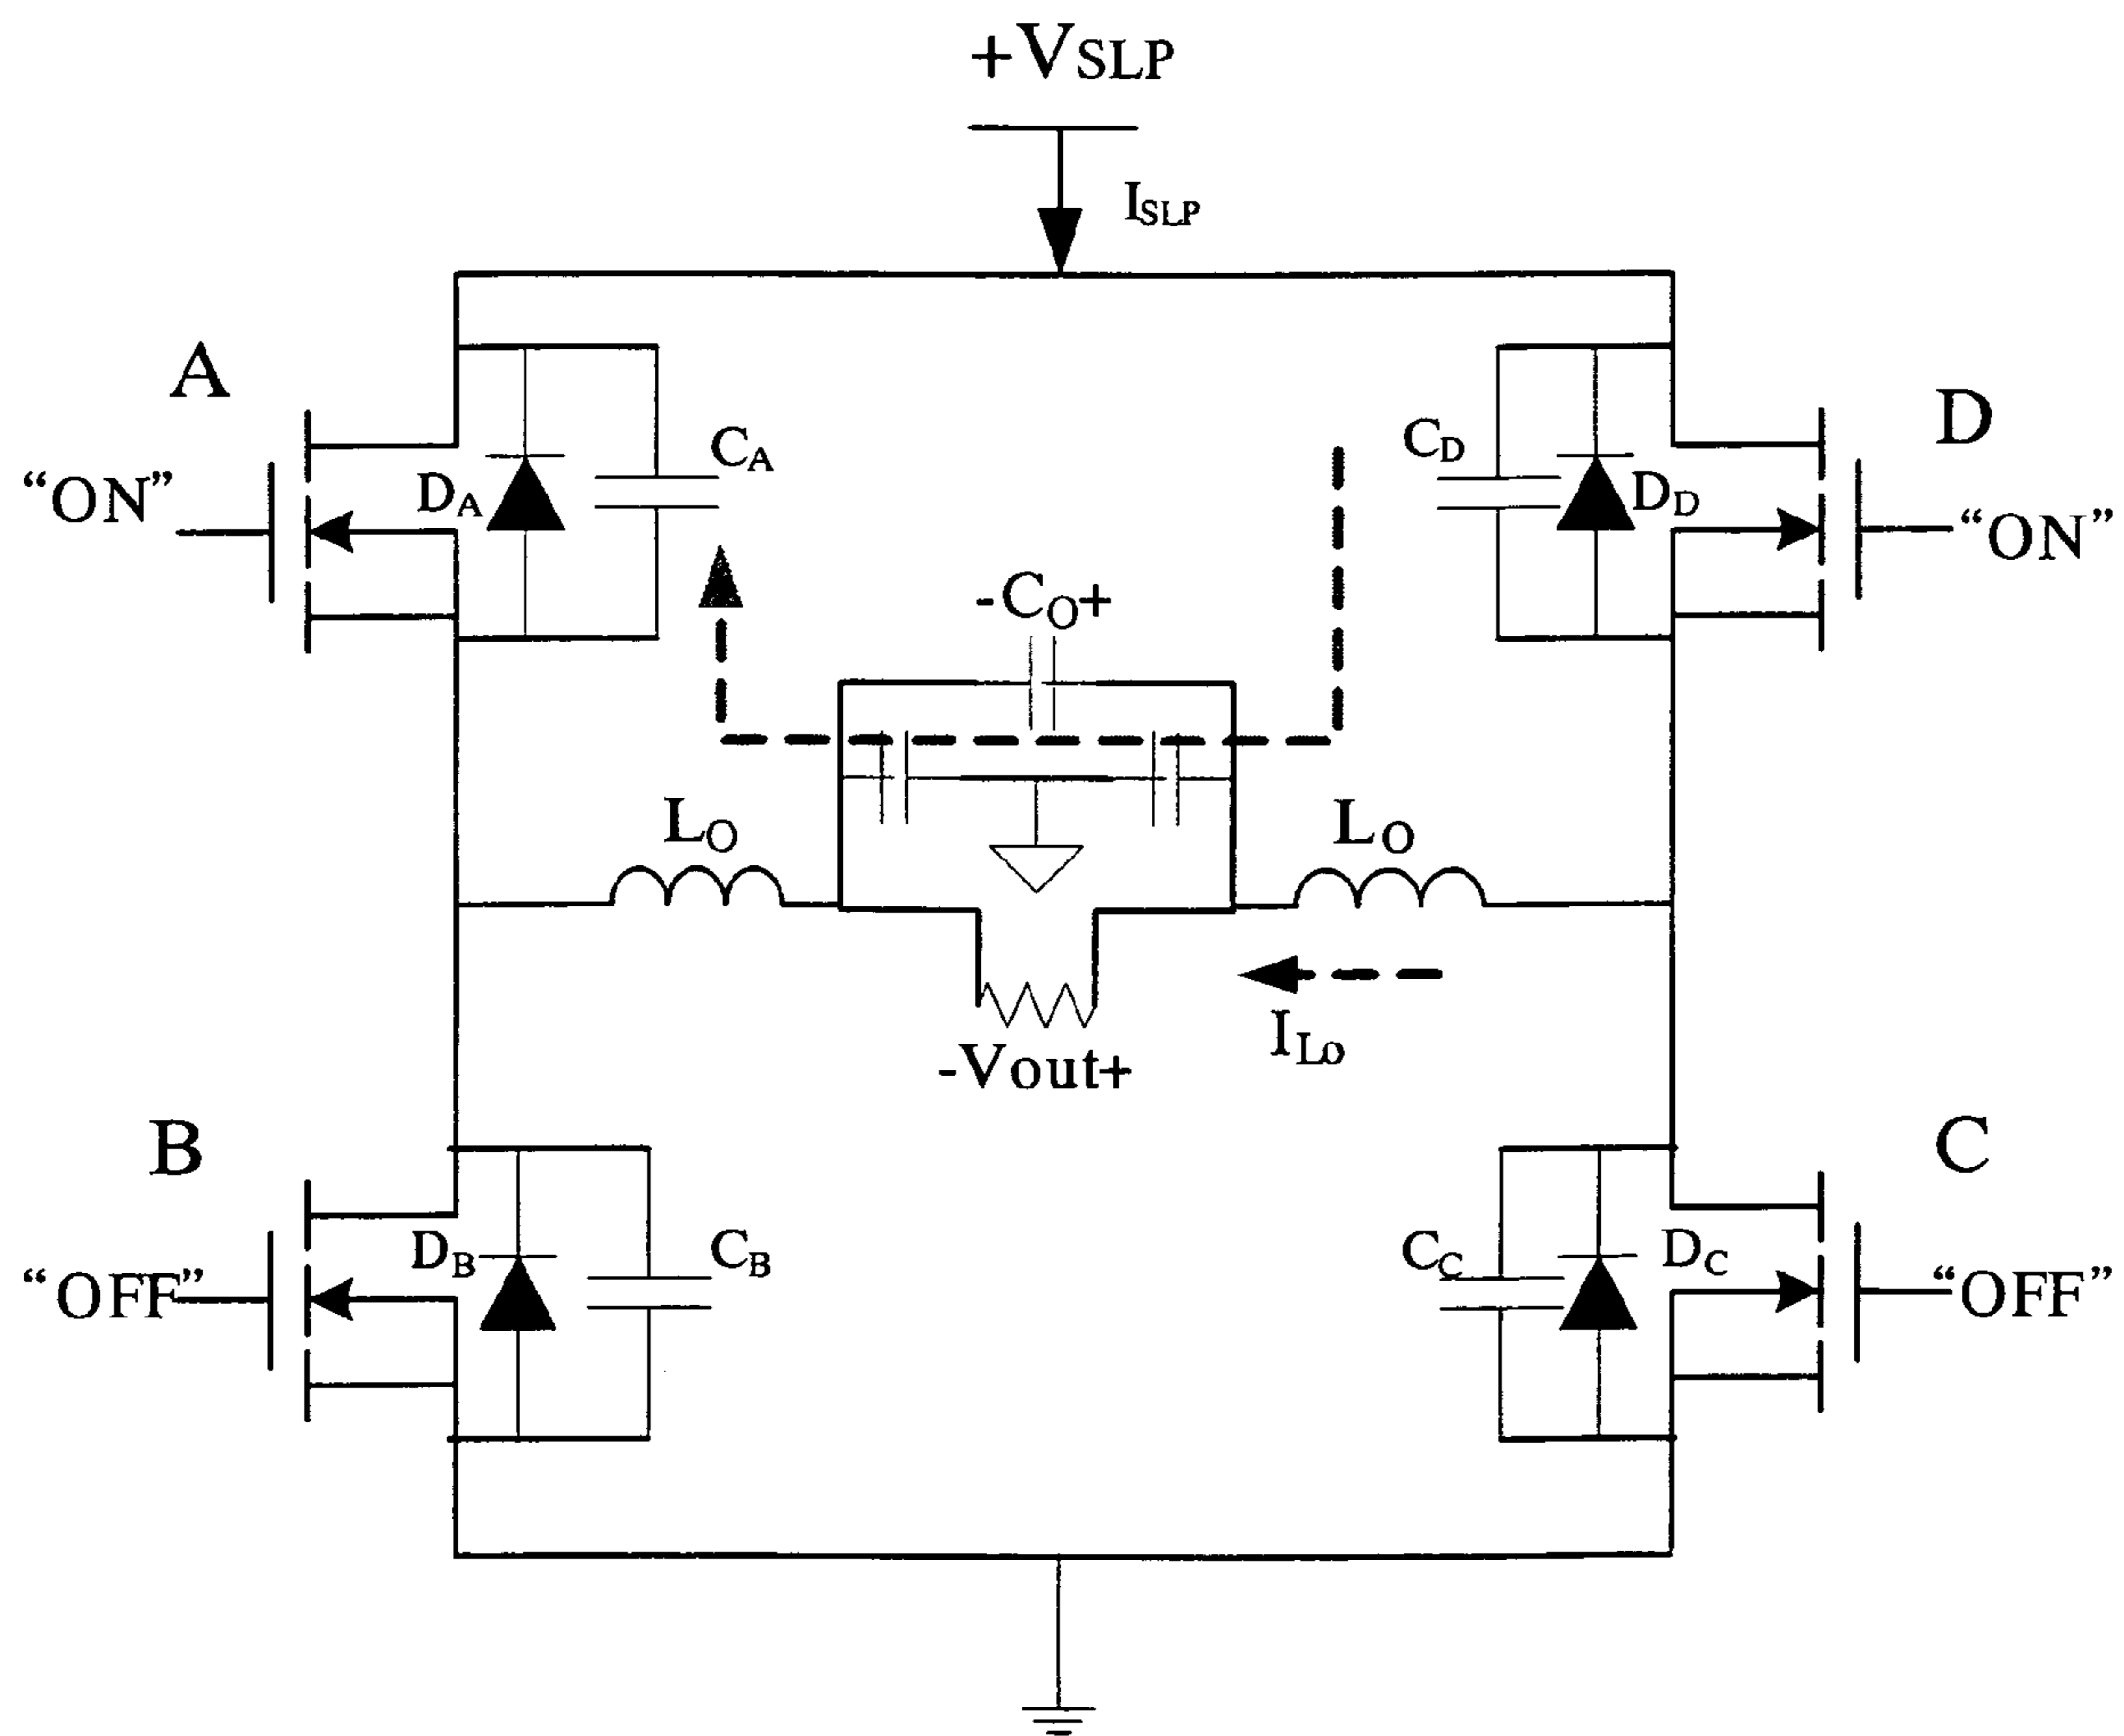 +VSLP
ISLP
A
D
"ON"
DA
CA
CD
DD
"ON"
-CO+
LO
LO
ILo
-Vout+
B
C
"OFF"
DB
CB
CC
DC
"OFF"